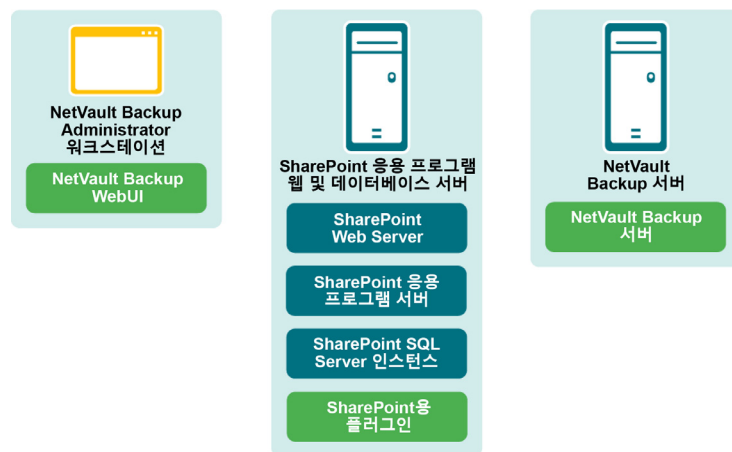 NetVault Backup
Administrator
워크스테이션
NetVault Backup
WebUI
SharePoint 응용 프로그램
웹 및 데이터베이스 서버
SharePoint
Web Server
SharePoint 응용
프로그램 서버
SharePoint SQL
Server 인스턴스
SharePoint용
플러그인
NetVault
Backup 서버
NetVault Backup
서버